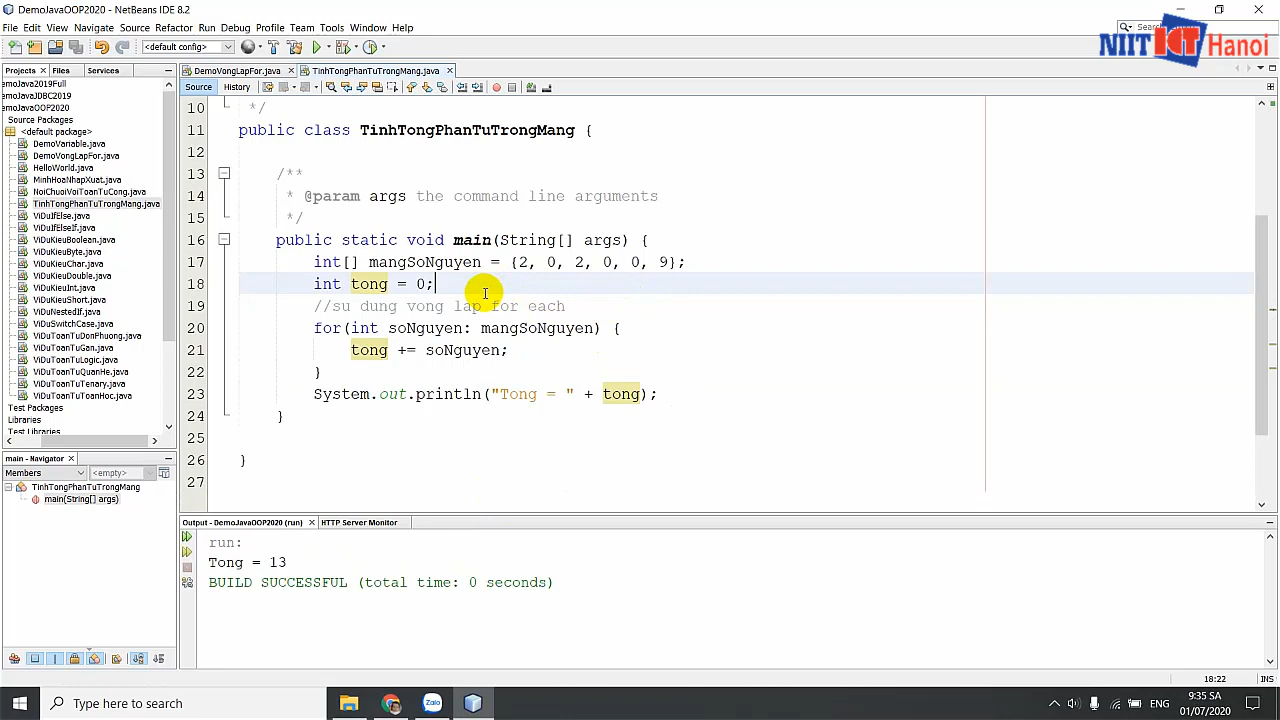 DemoJavaOOP2020 - NetBeans IDE 8.2
File Edit View Navigate Source Refactor Run Debug Profile Team Tools Window Help
<default config>
NIIT ICT Hanoi
Projects Files Services
DemoVongLapFor.java TinhTongPhanTuTrongMang.java
Source History
emoJava2019Full
emoJavaJDBC2019
emoJavaOOP2020
Source Packages
<default package>
DemoVariable.java
DemoVongLapFor.java
HelloWorld.java
MinhHoaNhapXuat.java
NoiChuoiVoiToanTuCong.java
TinhTongPhanTuTrongMang.java
ViDuIfElse.java
ViDuIfElseIf.java
ViDuKieuBoolean.java
ViDuKieuByte.java
ViDuKieuChar.java
ViDuKieuDouble.java
ViDuKieuInt.java
ViDuKieuShort.java
ViDuNestedIf.java
ViDuSwitchCase.java
ViDuToanTuDonPhuong.java
ViDuToanTuGan.java
ViDuToanTuLogic.java
ViDuToanTuQuanHe.java
ViDuToanTuTenary.java
ViDuToanTuToanHoc.java
Test Packages
Libraries
Test Libraries
10 */
11 public class TinhTongPhanTuTrongMang {
12
13 /**
14 * @param args the command line arguments
15 */
16 public static void main(String[] args) {
17 int[] mangSoNguyen = {2, 0, 2, 0, 0, 9};
18 int tong = 0;
19 //su dung vong lap for each
20 for(int soNguyen: mangSoNguyen) {
21 tong += soNguyen;
22 }
23 System.out.println("Tong = " + tong);
24 }
25
26 }
27
main - Navigator
Members <empty>
TinhTongPhanTuTrongMang
main(String[] args)
Output - DemoJavaOOP2020 (run) HTTP Server Monitor
run:
Tong = 13
BUILD SUCCESSFUL (total time: 0 seconds)
18:22 INS
Type here to search
Zalo
ENG
9:35 SA
01/07/2020